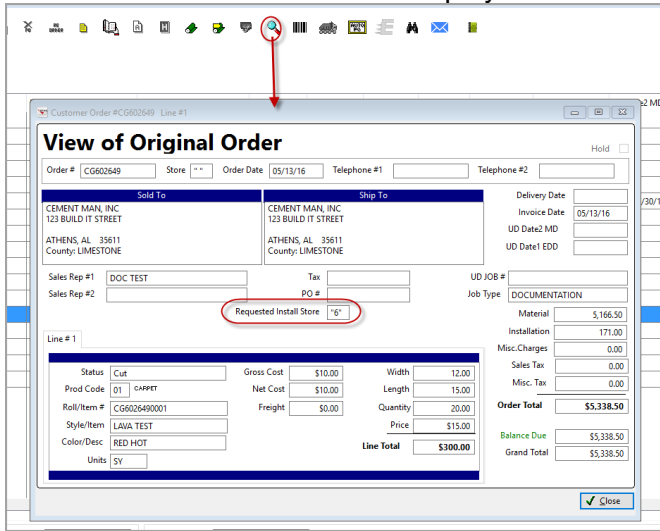 AUTO
PO
e2 MD
Customer Order #CG602649 Line #1
View of Original Order
Hold
Order # CG602649 Store " " Order Date 05/13/16 Telephone #1 Telephone #2
/30/1
Sold To
CEMENT MAN, INC
123 BUILD IT STREET
ATHENS, AL 35611
County: LIMESTONE
Ship To
CEMENT MAN, INC
123 BUILD IT STREET
ATHENS, AL 35611
County: LIMESTONE
Delivery Date
Invoice Date 05/13/16
UD Date2 MD
UD Date1 EDD
Sales Rep #1 DOC TEST Tax UD JOB #
Sales Rep #2 PO # Job Type DOCUMENTATION
Requested Install Store "6"
Material 5,166.50
Installation 171.00
Misc.Charges 0.00
Sales Tax 0.00
Misc. Tax 0.00
Order Total $5,338.50
Balance Due $5,338.50
Grand Total $5,338.50
Line # 1
Status Cut Gross Cost $10.00 Width 12.00
Prod Code 01 CARPET Net Cost $10.00 Length 15.00
Roll/Item # CG6026490001 Freight $0.00 Quantity 20.00
Style/Item LAVA TEST Price $15.00
Color/Desc RED HOT Line Total $300.00
Units SY
Close